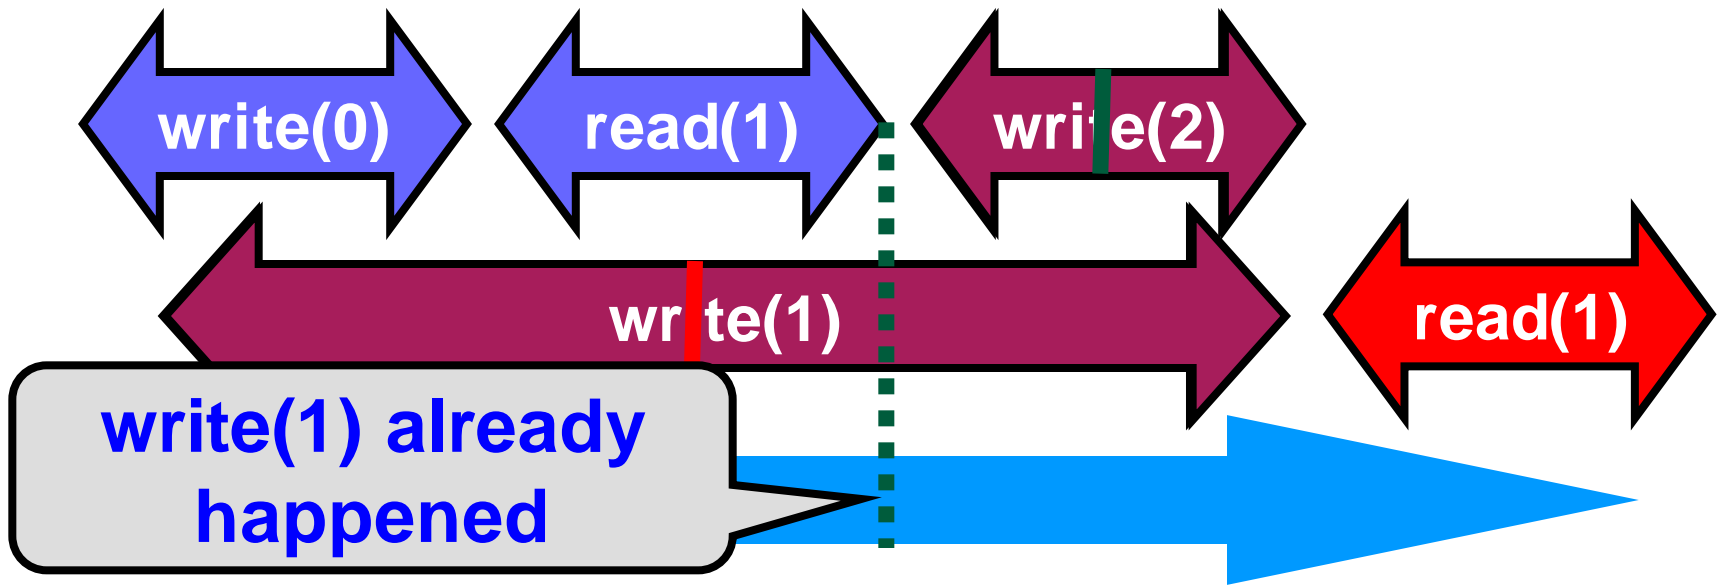 write(0)
read(1)
write(2)
write(1)
read(1)
write(1) already
happened